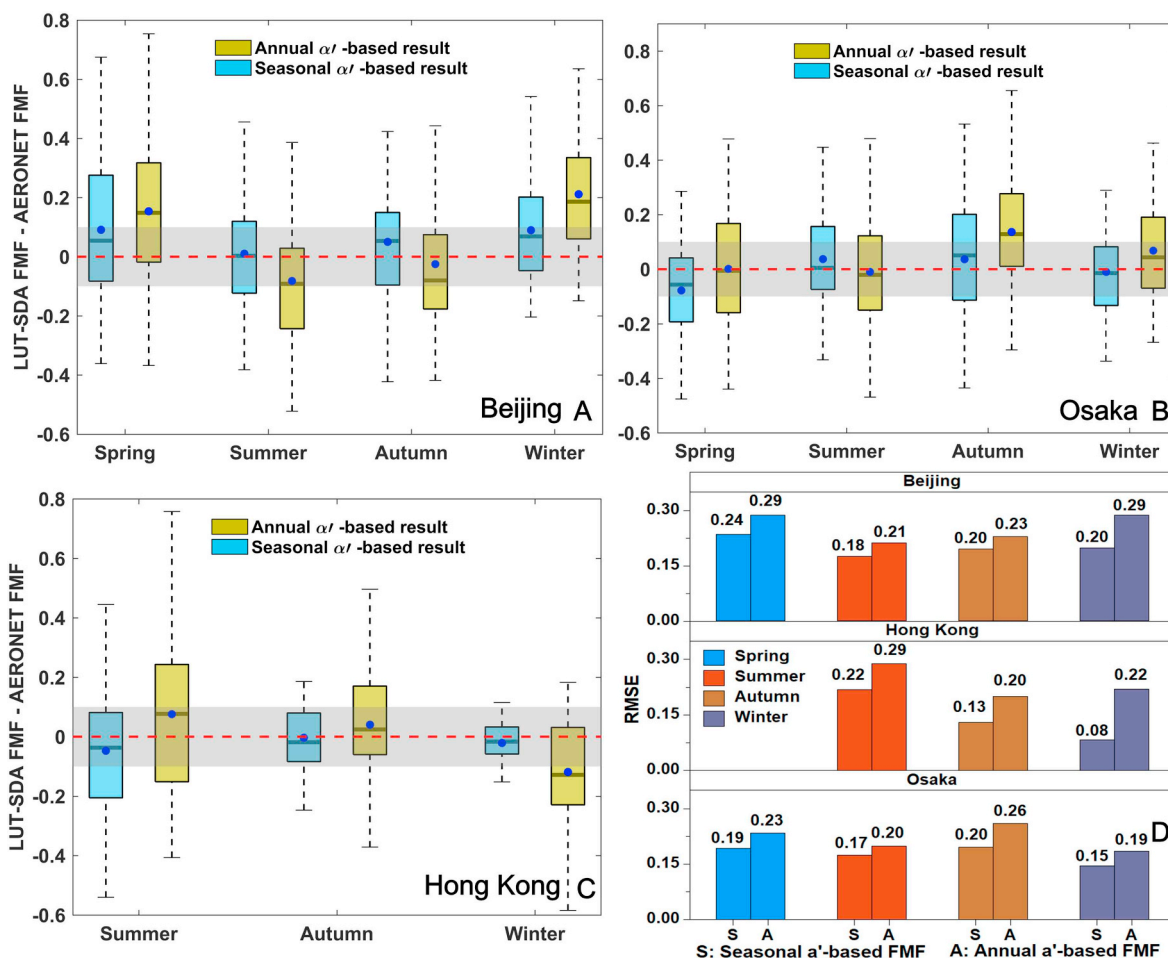 0.8
0.6
0.4
0.2
0
-0.2
-0.4
-0.6
LUT-SDA FMF - AERONET FMF
Annual α′ -based result
Seasonal α′ -based result
Beijing A
Spring Summer Autumn Winter
0.8
0.6
0.4
0.2
0
-0.2
-0.4
-0.6
Annual α′ -based result
Seasonal α′ -based result
Osaka B
Spring Summer Autumn Winter
0.8
0.6
0.4
0.2
0
-0.2
-0.4
-0.6
LUT-SDA FMF - AERONET FMF
Annual α′ -based result
Seasonal α′ -based result
Hong Kong C
Summer Autumn Winter
RMSE
Beijing
0.30
0.15
0.00
0.24 0.29 0.18 0.21 0.20 0.23 0.20 0.29
Hong Kong
0.30
0.15
0.00
Spring
Summer
Autumn
Winter
0.22 0.29 0.13 0.20 0.08 0.22
Osaka
0.30
0.15
0.00
0.19 0.23 0.17 0.20 0.20 0.26 0.15 0.19
D
S A S A S A S A
S: Seasonal a'-based FMF A: Annual a'-based FMF